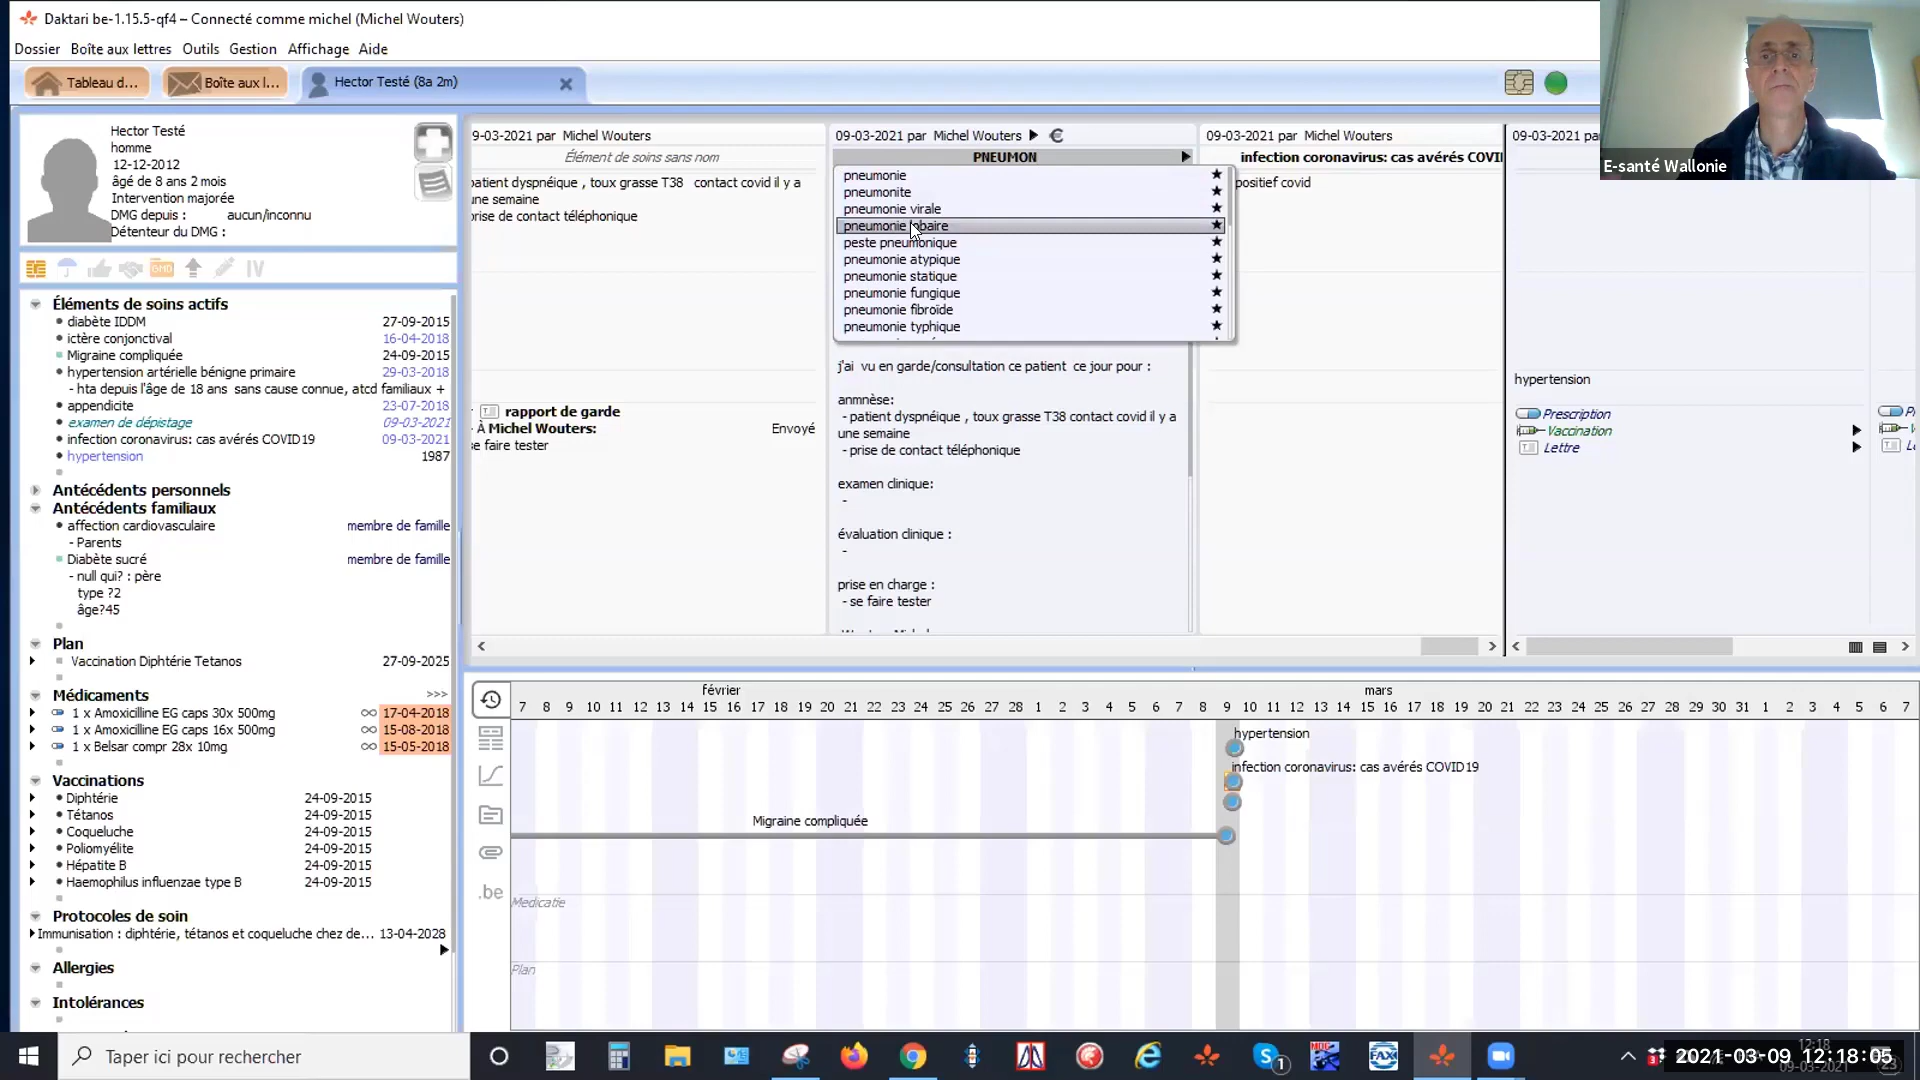 Daktari be-1.15.5-qf4 – Connecté comme michel (Michel Wouters)
Dossier Boîte aux lettres Outils Gestion Affichage Aide
Tableau d... Boîte aux l... Hector Testé (8a 2m)
E-santé Wallonie
Hector Testé
homme
12-12-2012
âgé de 8 ans 2 mois
Intervention majorée
DMG depuis : aucun/inconnu
Détenteur du DMG :
GMD IV
Éléments de soins actifs
diabète IDDM 27-09-2015
ictère conjonctival 16-04-2018
Migraine compliquée 24-09-2015
hypertension artérielle bénigne primaire 29-03-2018
- hta depuis l'âge de 18 ans sans cause connue, atcd familiaux +
appendicite 23-07-2018
examen de dépistage 09-03-2021
infection coronavirus: cas avérés COVID19 09-03-2021
hypertension 1987
Antécédents personnels
Antécédents familiaux
affection cardiovasculaire membre de famille
- Parents
Diabète sucré membre de famille
- null qui? : père
type ?2
âge?45
Plan
Vaccination Diphtérie Tetanos 27-09-2025
Médicaments >>>
1 x Amoxicilline EG caps 30x 500mg ∞ 17-04-2018
1 x Amoxicilline EG caps 16x 500mg ∞ 15-08-2018
1 x Belsar compr 28x 10mg ∞ 15-05-2018
Vaccinations
Diphtérie 24-09-2015
Tétanos 24-09-2015
Coqueluche 24-09-2015
Poliomyélite 24-09-2015
Hépatite B 24-09-2015
Haemophilus influenzae type B 24-09-2015
Protocoles de soin
Immunisation : diphtérie, tétanos et coqueluche chez de... 13-04-2028
Allergies
Intolérances
9-03-2021 par Michel Wouters
Élément de soins sans nom
patient dyspnéique , toux grasse T38 contact covid il y a
une semaine
prise de contact téléphonique
rapport de garde
- À Michel Wouters: Envoyé
se faire tester
09-03-2021 par Michel Wouters €
PNEUMON
pneumonie
pneumonite
pneumonie virale
pneumonie lobaire
peste pneumonique
pneumonie atypique
pneumonie statique
pneumonie fungique
pneumonie fibroïde
pneumonie typhique
j'ai vu en garde/consultation ce patient ce jour pour :
anmnèse:
- patient dyspnéique , toux grasse T38 contact covid il y a
une semaine
- prise de contact téléphonique
examen clinique:
-
évaluation clinique :
-
prise en charge :
- se faire tester
09-03-2021 par Michel Wouters
infection coronavirus: cas avérés COVI
positief covid
09-03-2021 pa
hypertension
Prescription
Vaccination
Lettre
février mars
7 8 9 10 11 12 13 14 15 16 17 18 19 20 21 22 23 24 25 26 27 28 1 2 3 4 5 6 7 8 9 10 11 12 13 14 15 16 17 18 19 20 21 22 23 24 25 26 27 28 29 30 31 1 2 3 4 5 6 7
hypertension
infection coronavirus: cas avérés COVID19
Migraine compliquée
.be
Medicatie
Plan
Taper ici pour rechercher
2021-03-09 12:18:05